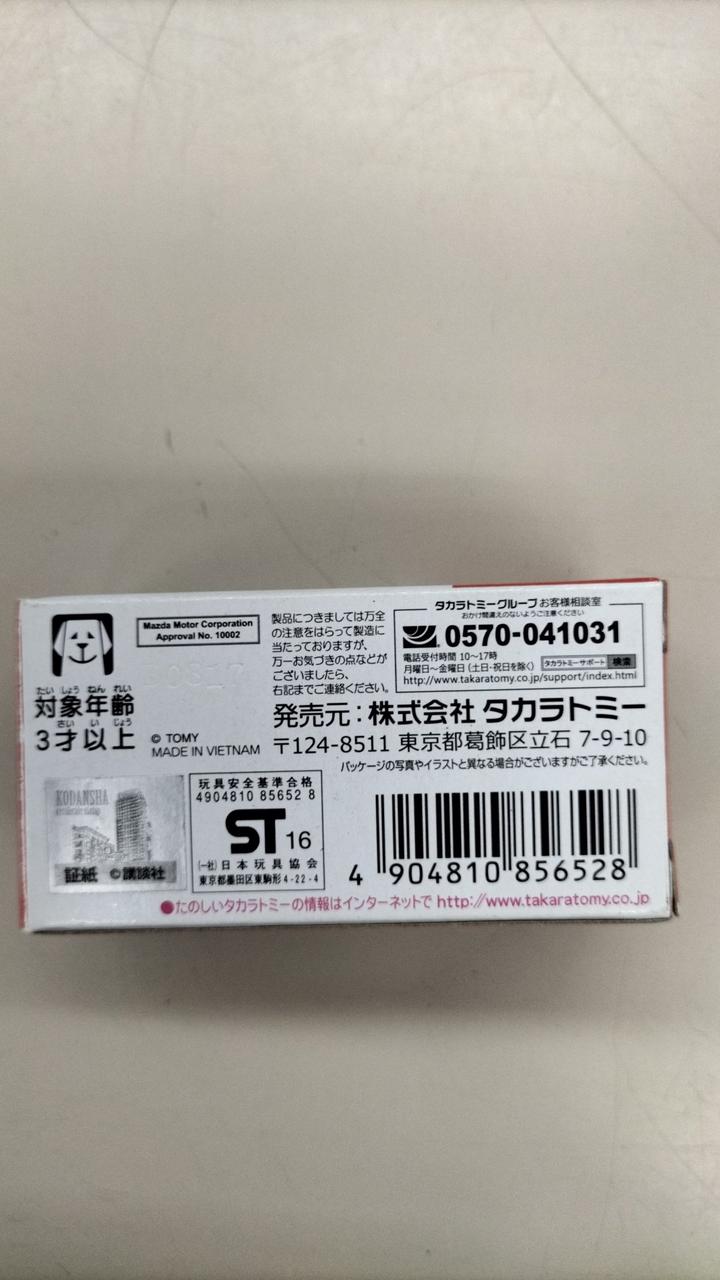 Mazda Motor Corporation
Approval No. 10002
たい しょう ねん れい
対象年齢
さい い じょう
3才以上
© TOMY
MADE IN VIETNAM
製品につきましては万全
の注意をはらって製造に
当たっておりますが、
万一お気づきの点などが
ございましたら、
右記までご連絡ください。
タカラトミーグループ お客様相談室
おかけ間違えのないようご注意ください
0570-041031
電話受付時間 10〜17時
月曜日〜金曜日 (土日・祝日を除く) タカラトミーサポート 検索
http://www.takaratomy.co.jp/support/index.html
発売元:株式会社 タカラトミー
〒124-8511 東京都葛飾区立石 7-9-10
パッケージの写真やイラストと異なる場合がございますがご了承ください。
KODANSHA
証紙 ©講談社
玩具安全基準合格
4904810 85652 8
ST 16
(一社)日本玩具協会
東京都墨田区東駒形4-22-4
4 904810 856528
●たのしいタカラトミーの情報はインターネットで http://www.takaratomy.co.jp